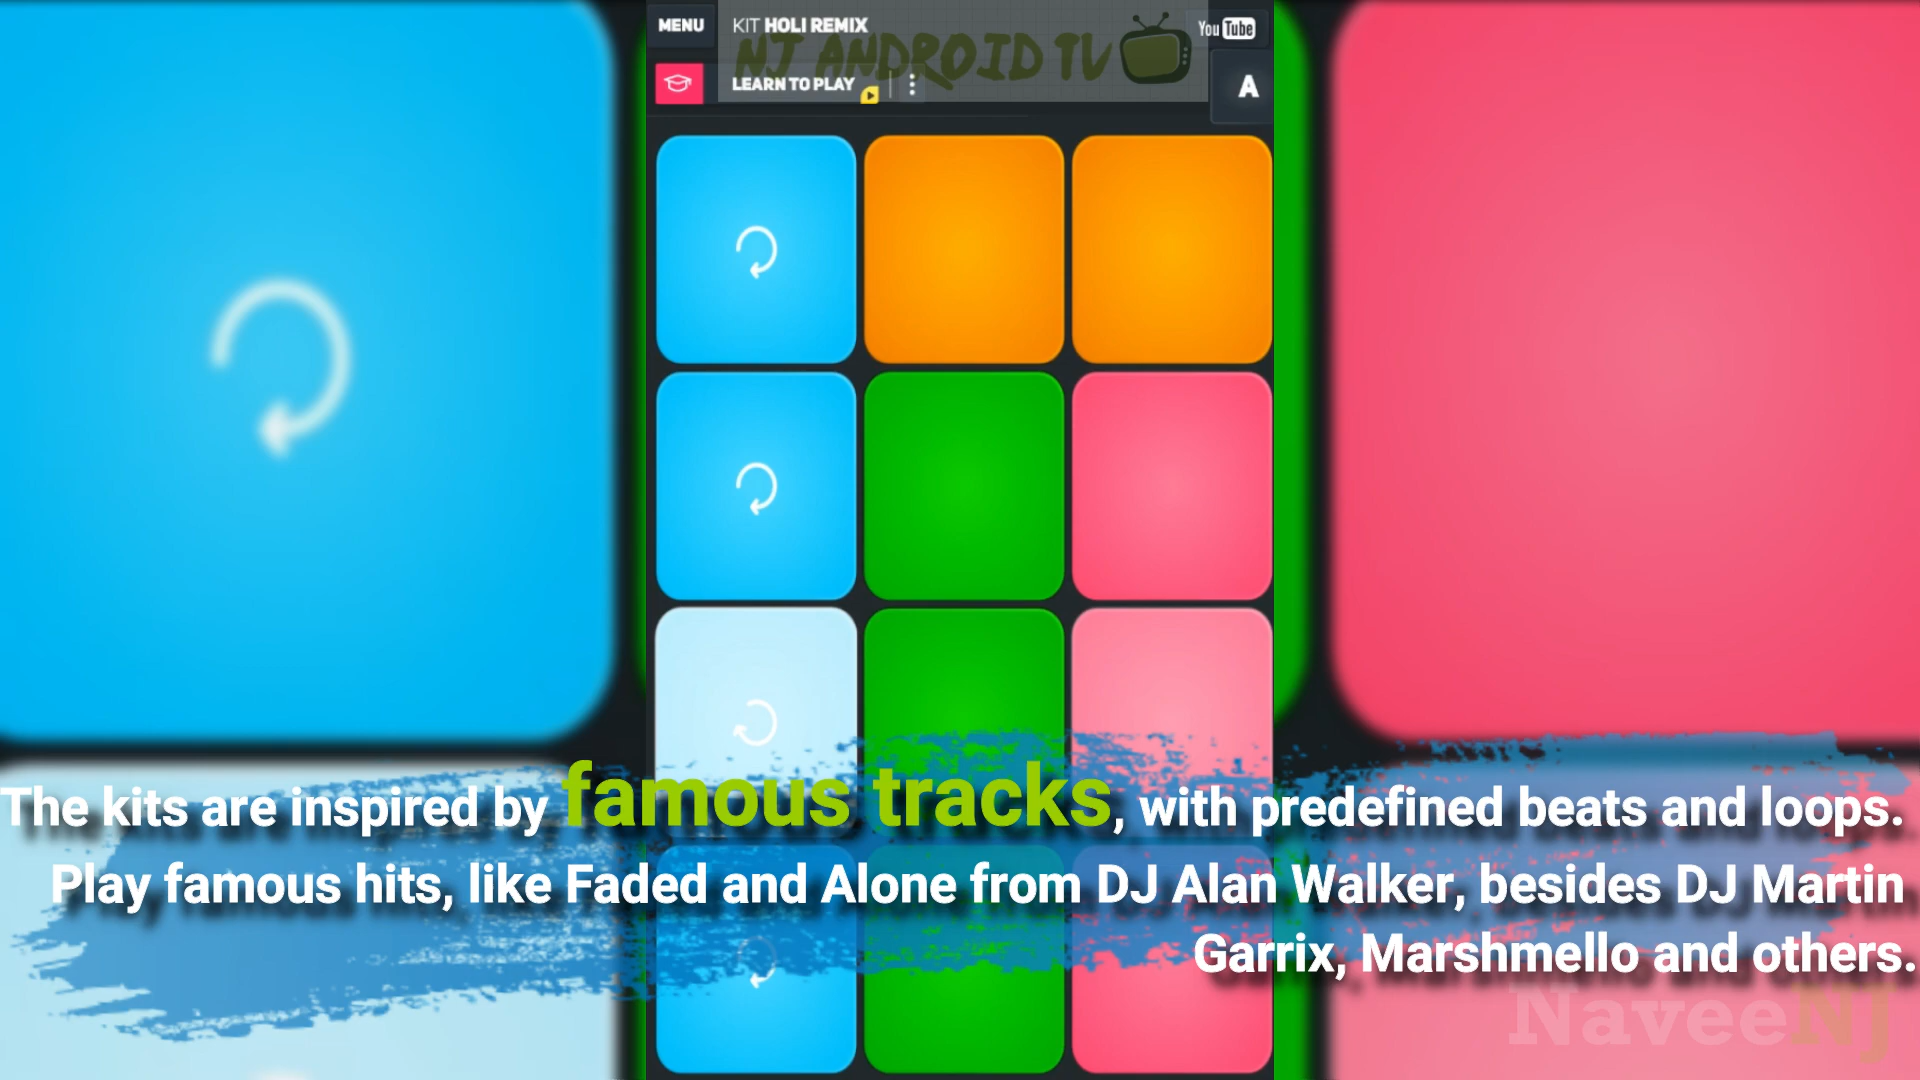 MENU
KIT HOLI REMIX
You Tube
NJ ANDROID TV
LEARN TO PLAY
A
The kits are inspired by famous tracks, with predefined beats and loops.
Play famous hits, like Faded and Alone from DJ Alan Walker, besides DJ Martin
Garrix, Marshmello and others.
NaveeNJ